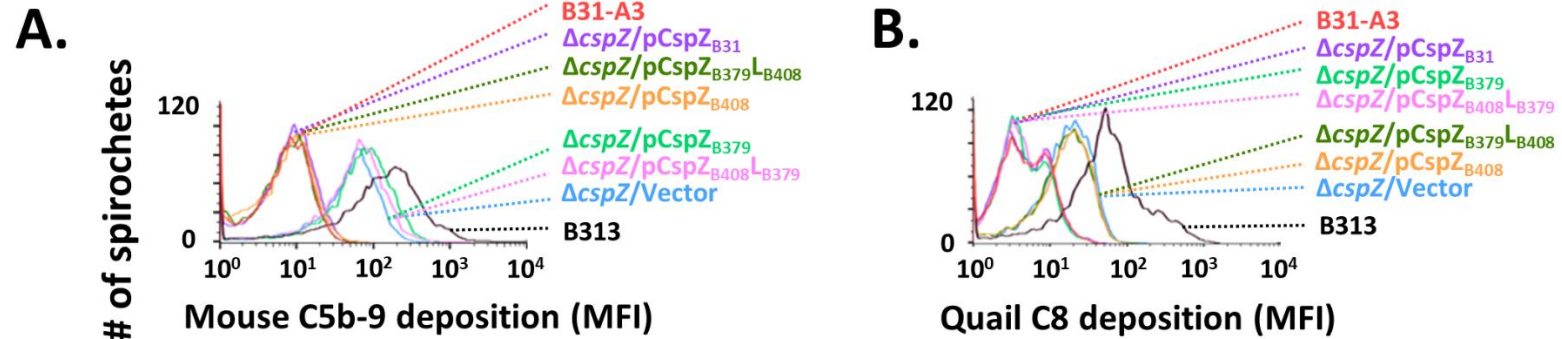 A.
# of spirochetes
120
0
10⁰ 10¹ 10² 10³ 10⁴
Mouse C5b-9 deposition (MFI)
B31-A3
ΔcspZ/pCspZB31
ΔcspZ/pCspZB379LB408
ΔcspZ/pCspZB408
ΔcspZ/pCspZB379
ΔcspZ/pCspZB408LB379
ΔcspZ/Vector
B313
B.
120
0
10⁰ 10¹ 10² 10³ 10⁴
Quail C8 deposition (MFI)
B31-A3
ΔcspZ/pCspZB31
ΔcspZ/pCspZB379
ΔcspZ/pCspZB408LB379
ΔcspZ/pCspZB379LB408
ΔcspZ/pCspZB408
ΔcspZ/Vector
B313